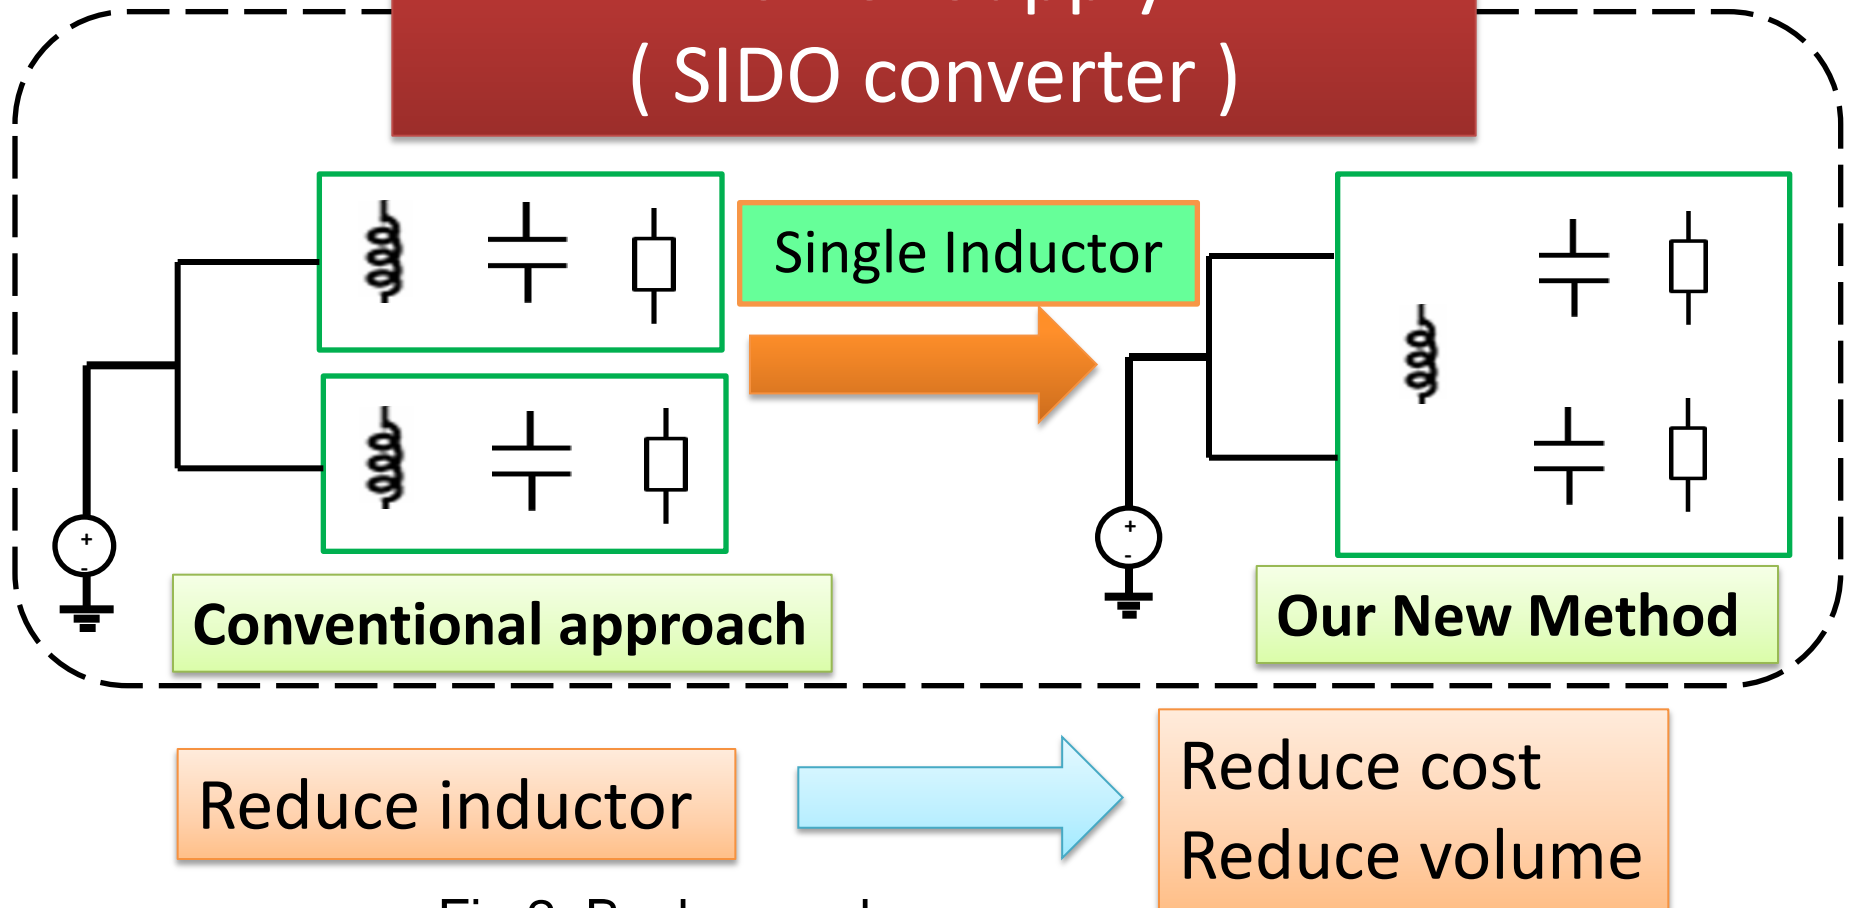 ( SIDO converter )
Single Inductor
+
-
+
-
Conventional approach
Our New Method
Reduce inductor
Reduce cost
Reduce volume